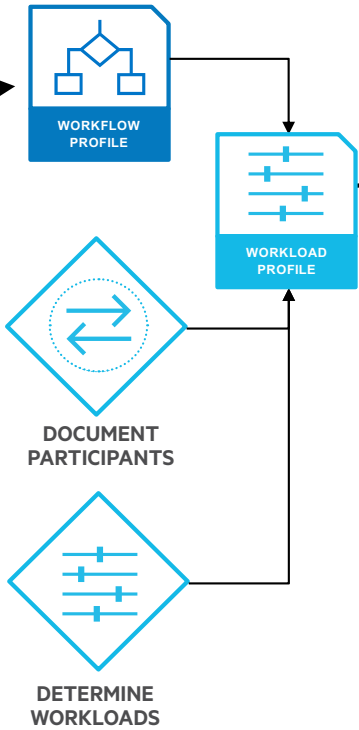 WORKFLOW
PROFILE
WORKLOAD
PROFILE
DOCUMENT
PARTICIPANTS
DETERMINE
WORKLOADS